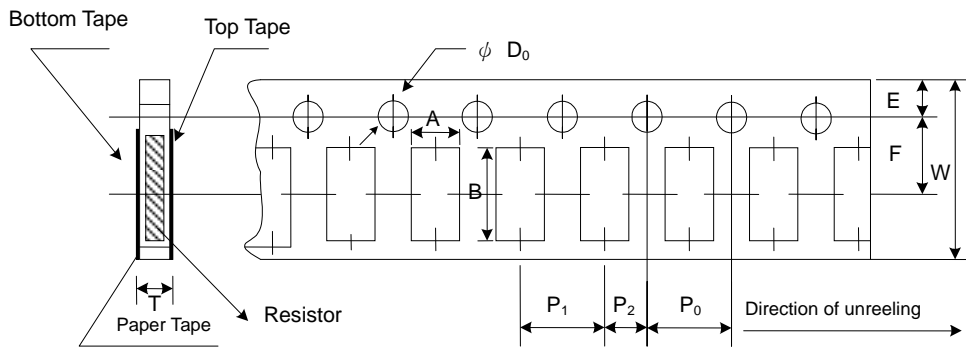 Bottom Tape
Top Tape
ψ D₀
E
A
F
W
B
T
P₁
P₂
P₀
Direction of unreeling
Resistor
Paper Tape